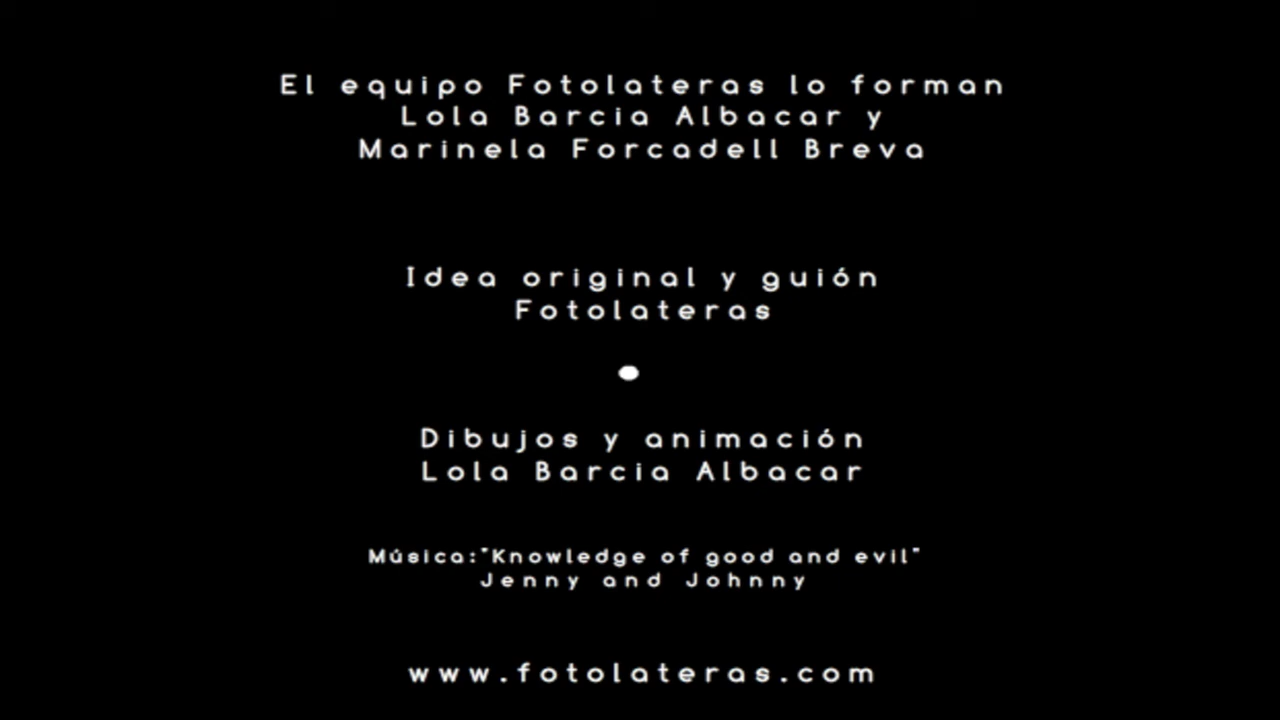 El equipo Fotolateras lo forman
Lola Barcia Albacar y
Marinela Forcadell Breva
Idea original y guión
Fotolateras
Dibujos y animación
Lola Barcia Albacar
Música:"Knowledge of good and evil"
Jenny and Johnny
www.fotolateras.com